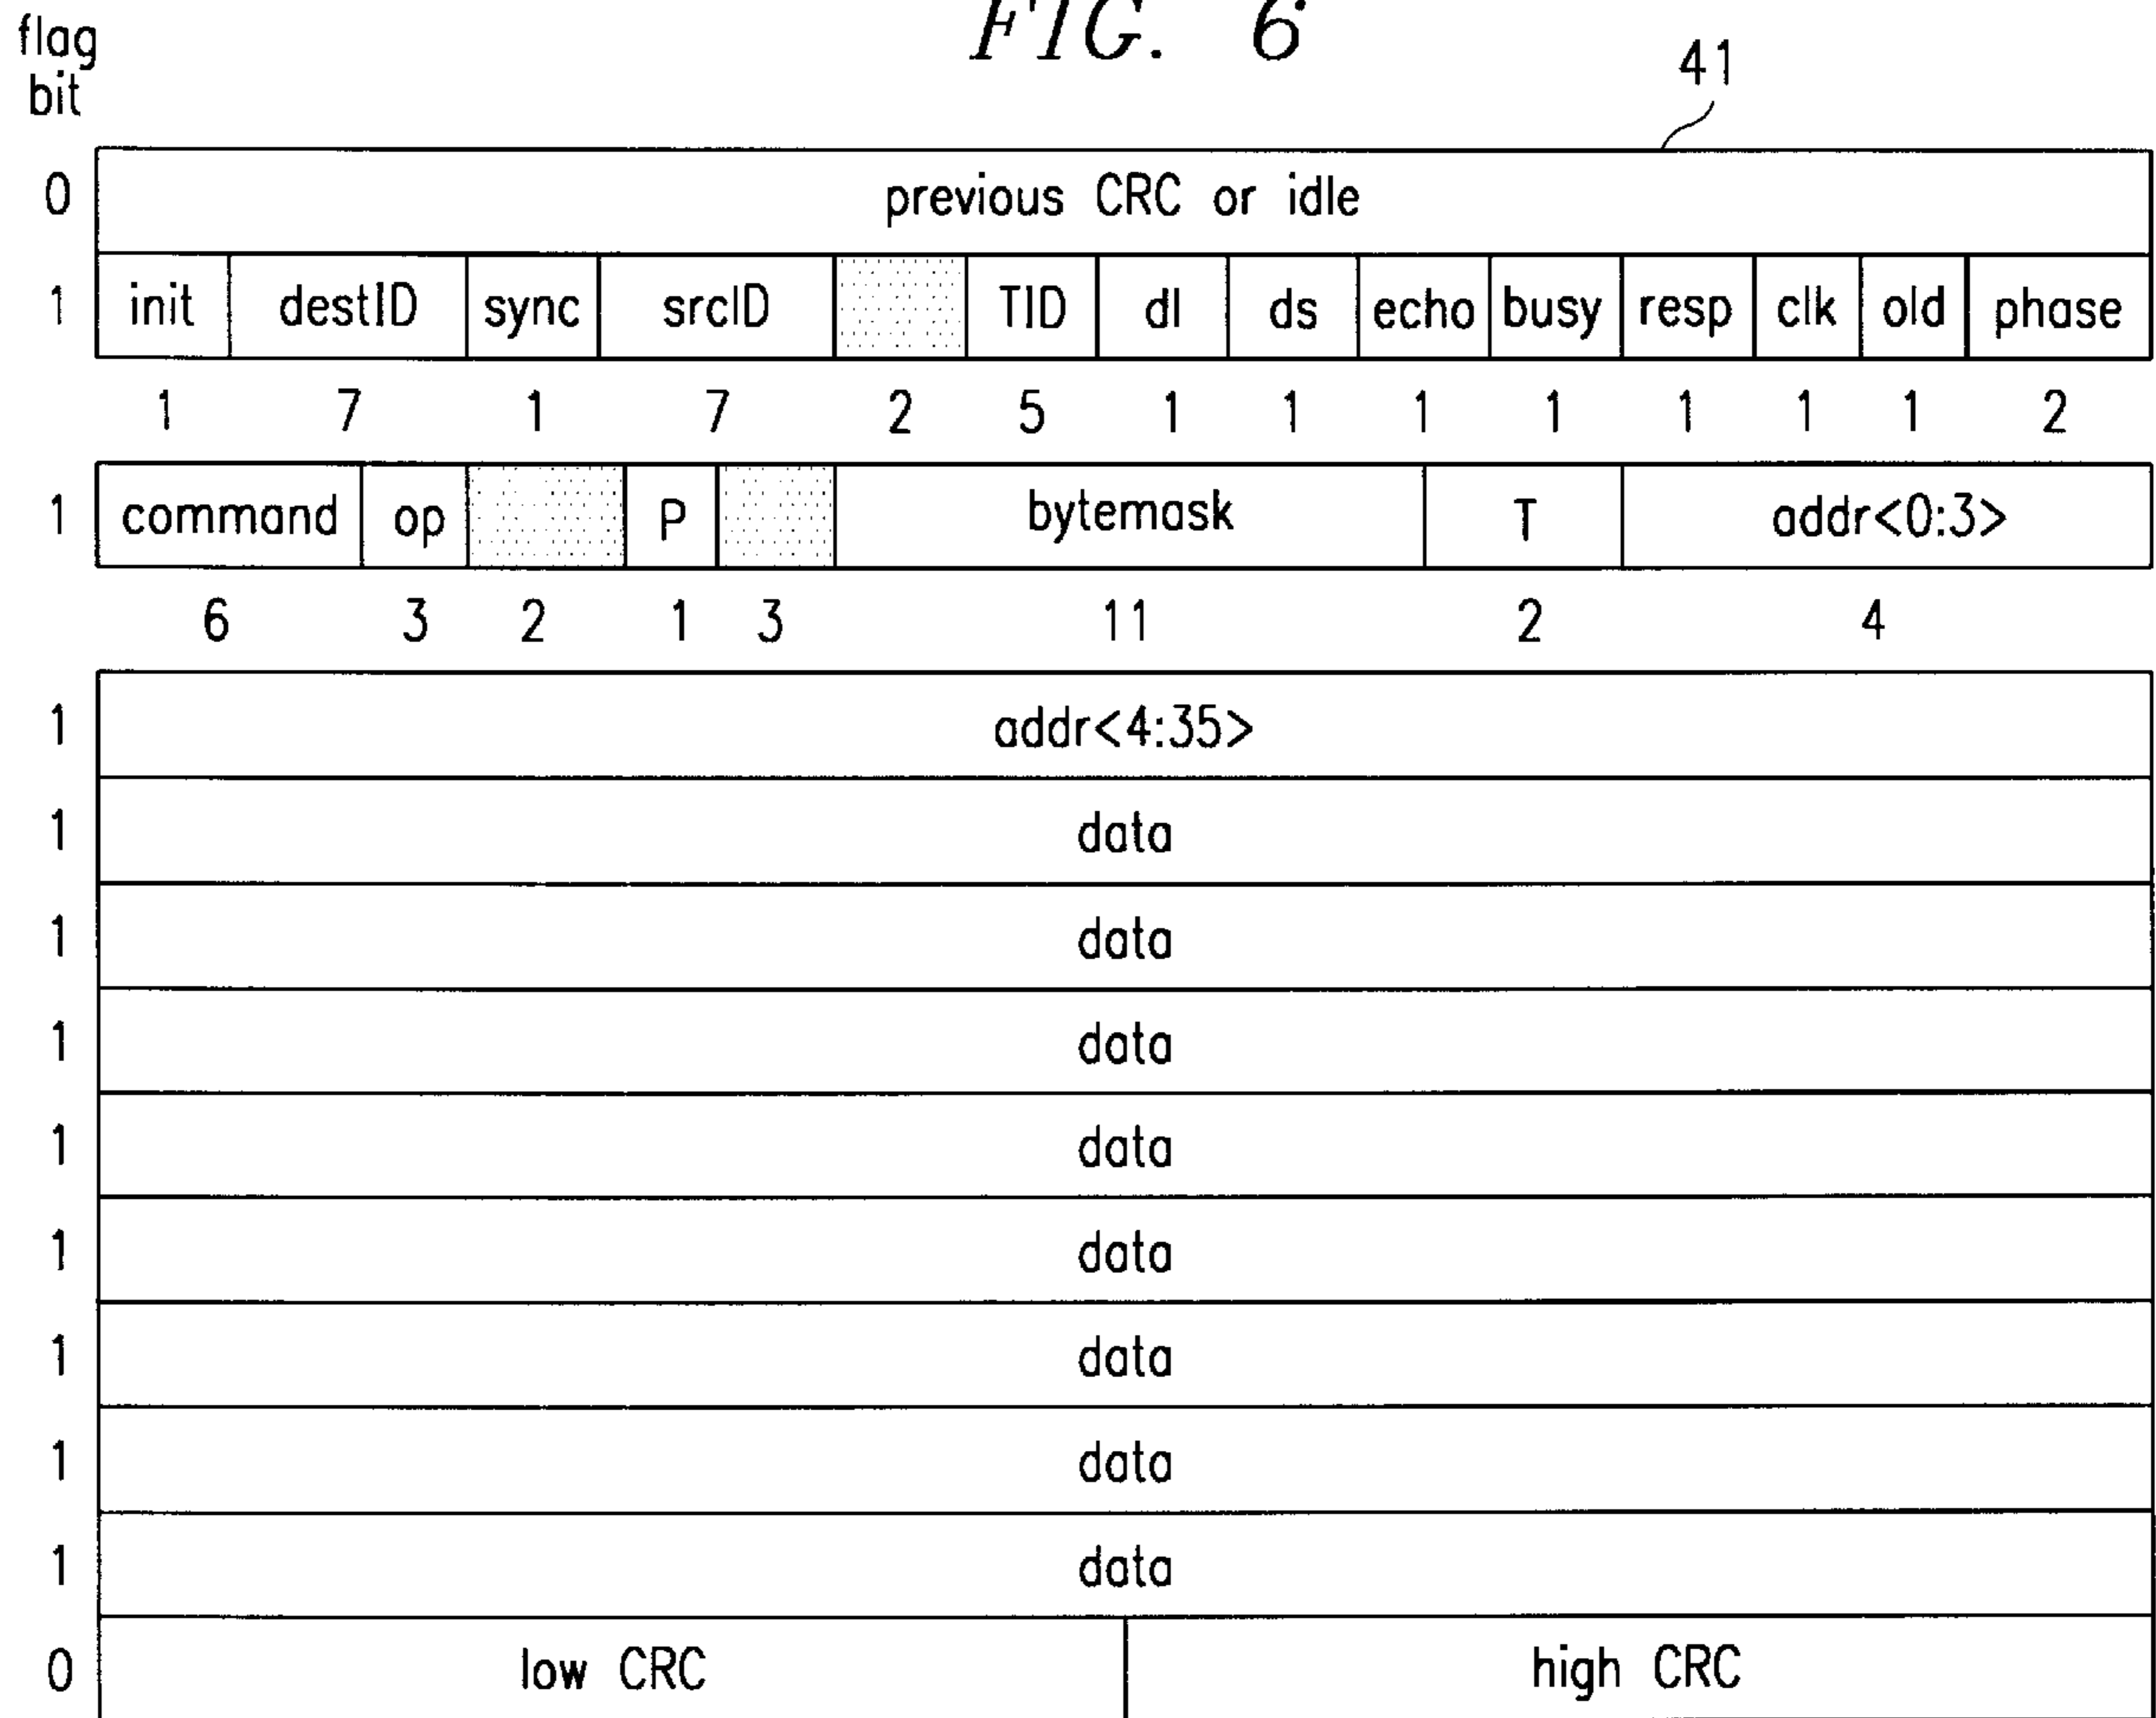 FIG. 6
flag
bit
41
0 previous CRC or idle
1 init destID sync srcID TID dl ds echo busy resp clk old phase
1 7 1 7 2 5 1 1 1 1 1 1 1 2
1 command op P bytemask T addr<0:3>
6 3 2 1 3 11 2 4
1 addr<4:35>
1 data
1 data
1 data
1 data
1 data
1 data
1 data
1 data
0 low CRC high CRC